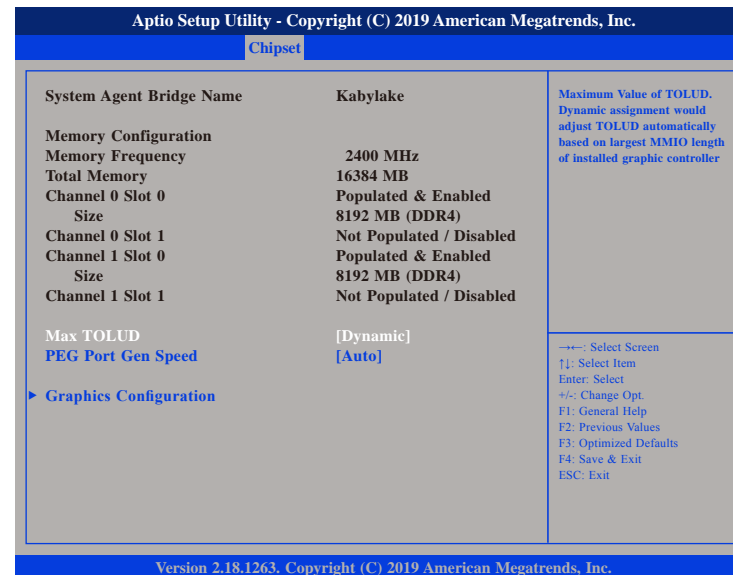 Aptio Setup Utility - Copyright (C) 2019 American Megatrends, Inc.
Chipset
System Agent Bridge Name Kabylake
Memory Configuration
Memory Frequency 2400 MHz
Total Memory 16384 MB
Channel 0 Slot 0 Populated & Enabled
Size 8192 MB (DDR4)
Channel 0 Slot 1 Not Populated / Disabled
Channel 1 Slot 0 Populated & Enabled
Size 8192 MB (DDR4)
Channel 1 Slot 1 Not Populated / Disabled
Max TOLUD [Dynamic]
PEG Port Gen Speed [Auto]
Graphics Configuration
Maximum Value of TOLUD.
Dynamic assignment would
adjust TOLUD automatically
based on largest MMIO length
of installed graphic controller
→←: Select Screen
↑↓: Select Item
Enter: Select
+/-: Change Opt.
F1: General Help
F2: Previous Values
F3: Optimized Defaults
F4: Save & Exit
ESC: Exit
Version 2.18.1263. Copyright (C) 2019 American Megatrends, Inc.